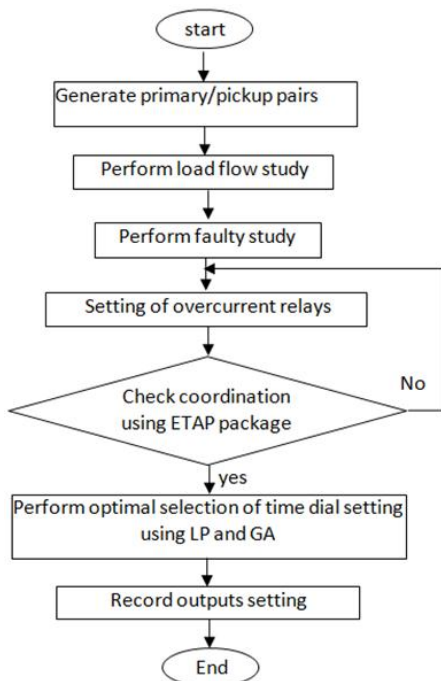 start
Generate primary/pickup pairs
Perform load flow study
Perform faulty study
Setting of overcurrent relays
Check coordination
using ETAP package
No
yes
Perform optimal selection of time dial setting
using LP and GA
Record outputs setting
End